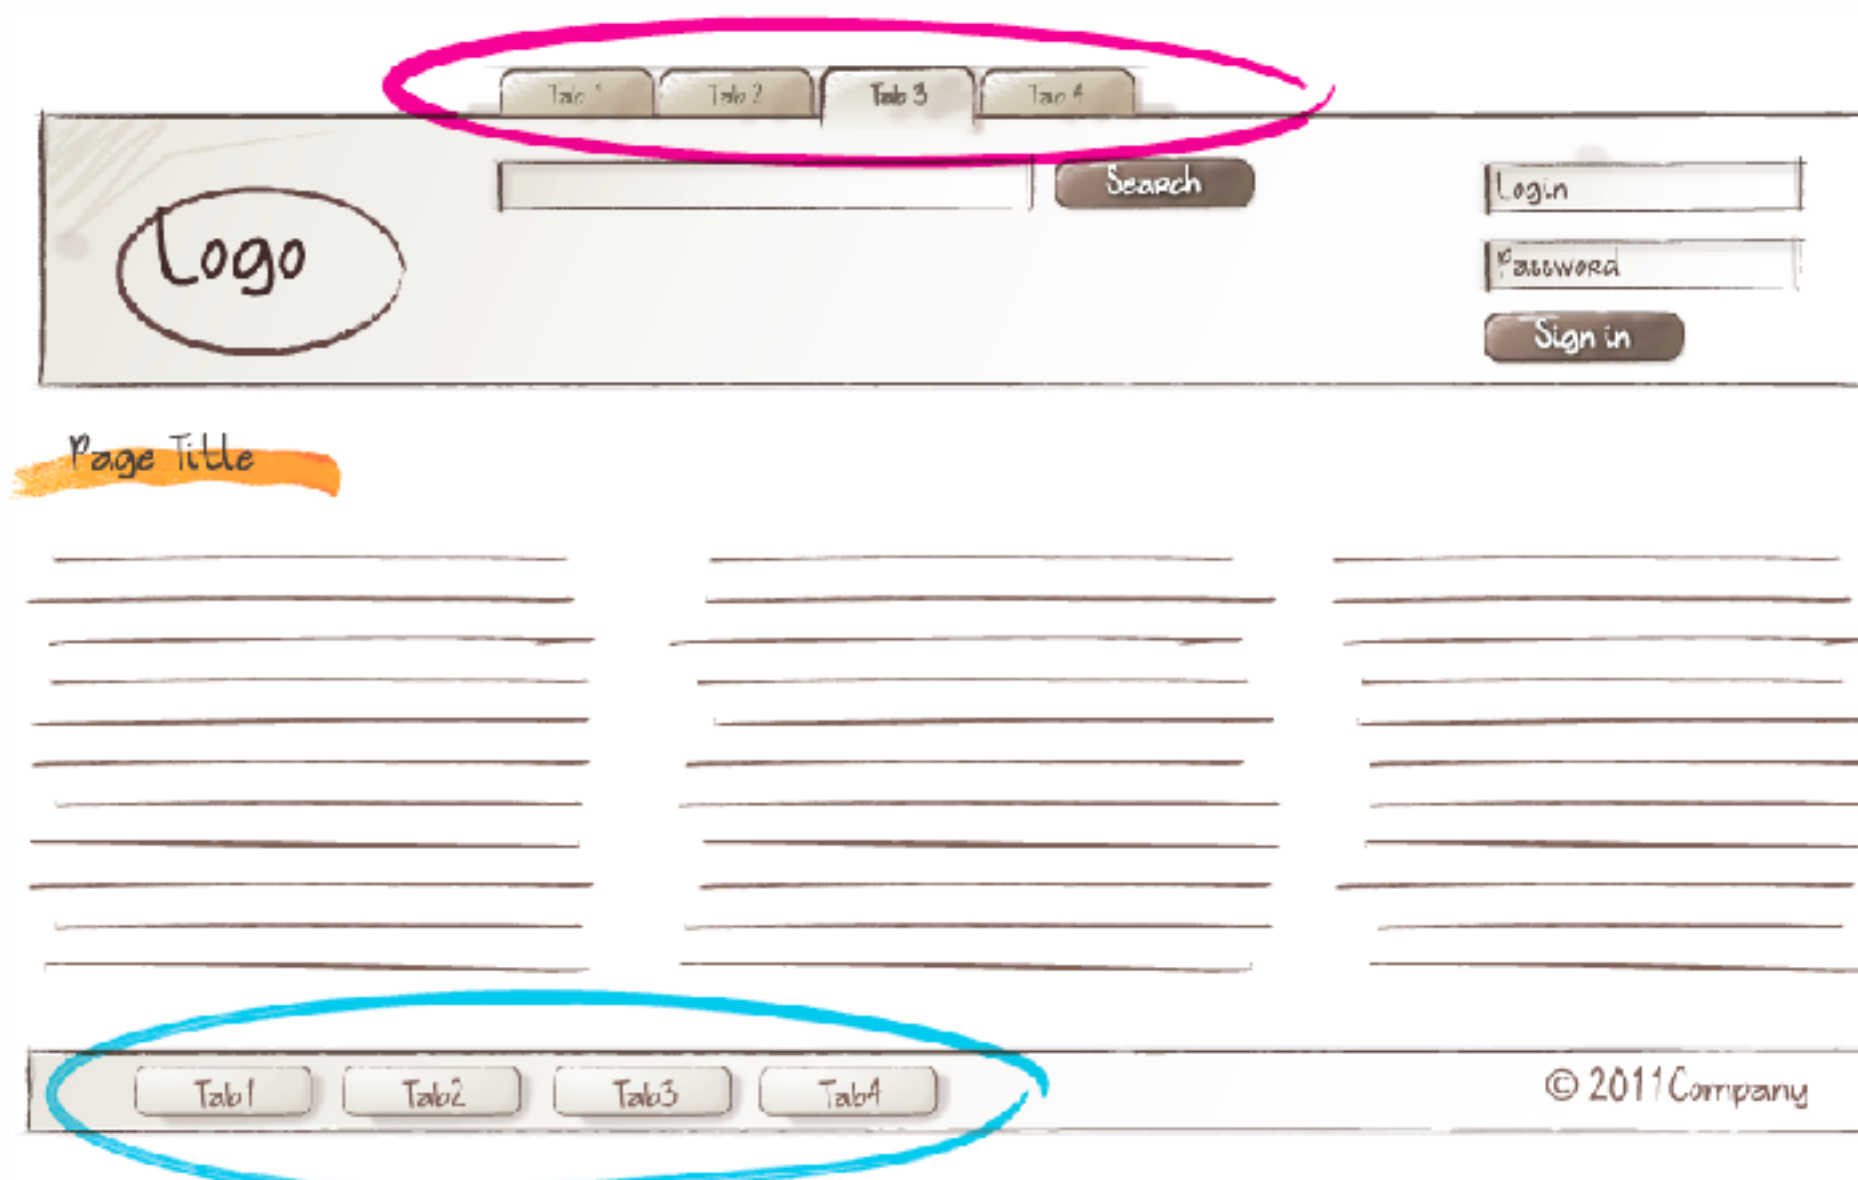 Tab 1 Tab 2 Tab 3 Tab 4
Search
Login
Logo
Password
Sign in
Page Title
Tab1 Tab2 Tab3 Tab4
© 2011 Company